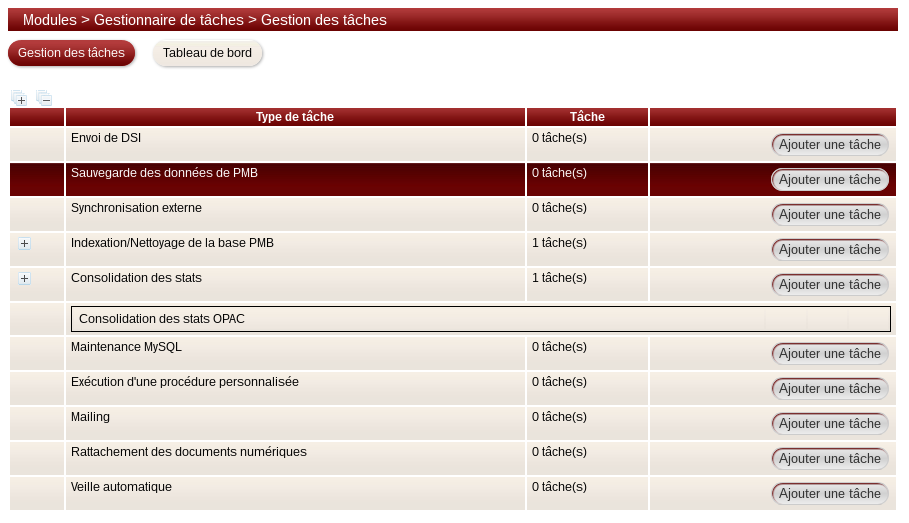 Modules > Gestionnaire de tâches > Gestion des tâches
Gestion des tâches Tableau de bord
Type de tâche Tâche
Envoi de DSI 0 tâche(s) Ajouter une tâche
Sauvegarde des données de PMB 0 tâche(s) Ajouter une tâche
Synchronisation externe 0 tâche(s) Ajouter une tâche
Indexation/Nettoyage de la base PMB 1 tâche(s) Ajouter une tâche
Consolidation des stats 1 tâche(s) Ajouter une tâche
Consolidation des stats OPAC
Maintenance MySQL 0 tâche(s) Ajouter une tâche
Exécution d'une procédure personnalisée 0 tâche(s) Ajouter une tâche
Mailing 0 tâche(s) Ajouter une tâche
Rattachement des documents numériques 0 tâche(s) Ajouter une tâche
Veille automatique 0 tâche(s) Ajouter une tâche